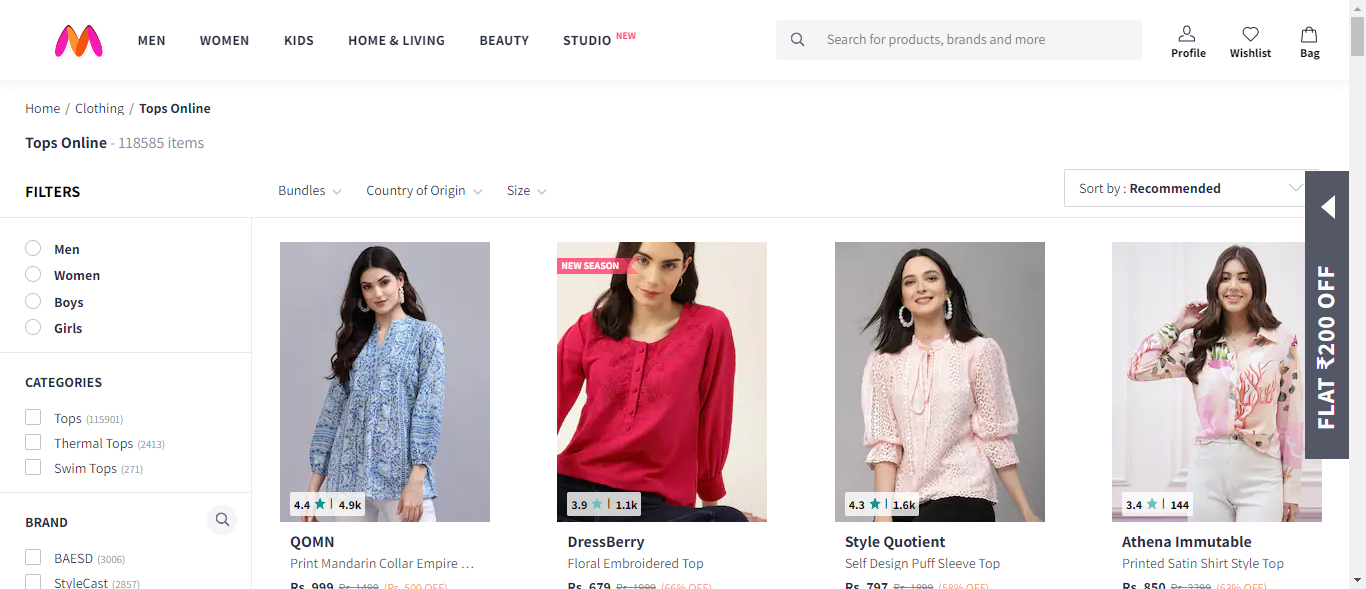 MEN WOMEN KIDS HOME & LIVING BEAUTY STUDIO NEW
Search for products, brands and more
Profile Wishlist Bag
Home / Clothing / Tops Online
Tops Online - 118585 items
FILTERS
Bundles Country of Origin Size
Sort by : Recommended
FLAT ₹200 OFF
Men
Women
Boys
Girls
CATEGORIES
Tops (115901)
Thermal Tops (2413)
Swim Tops (271)
BRAND
BAESD (3006)
StyleCast (2857)
4.4 4.9k
QOMN
Print Mandarin Collar Empire ...
Rs. 999 Rs. 1499 (Rs. 500 OFF)
NEW SEASON
3.9 1.1k
DressBerry
Floral Embroidered Top
Rs. 679 Rs. 1999 (66% OFF)
4.3 1.6k
Style Quotient
Self Design Puff Sleeve Top
Rs. 797 Rs. 1899 (58% OFF)
3.4 144
Athena Immutable
Printed Satin Shirt Style Top
Rs. 850 Rs. 2299 (63% OFF)